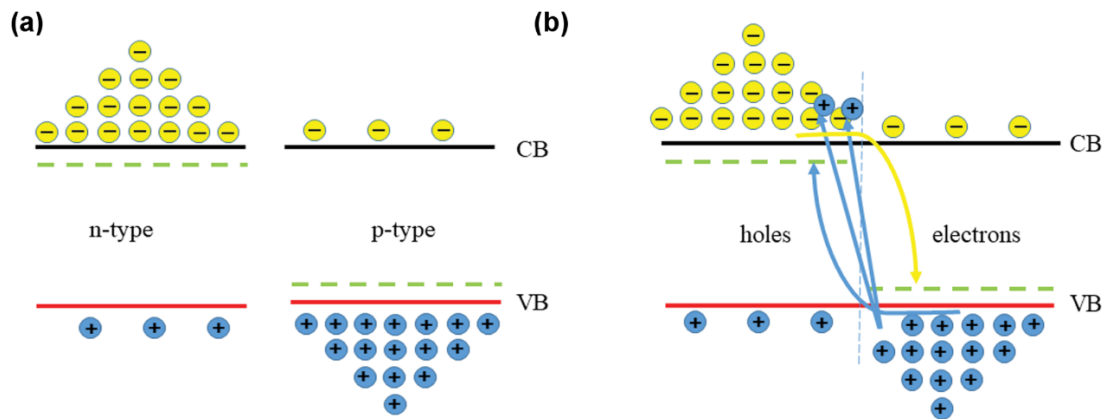 (a)
(b)
CB
n-type
p-type
VB
CB
holes
electrons
VB